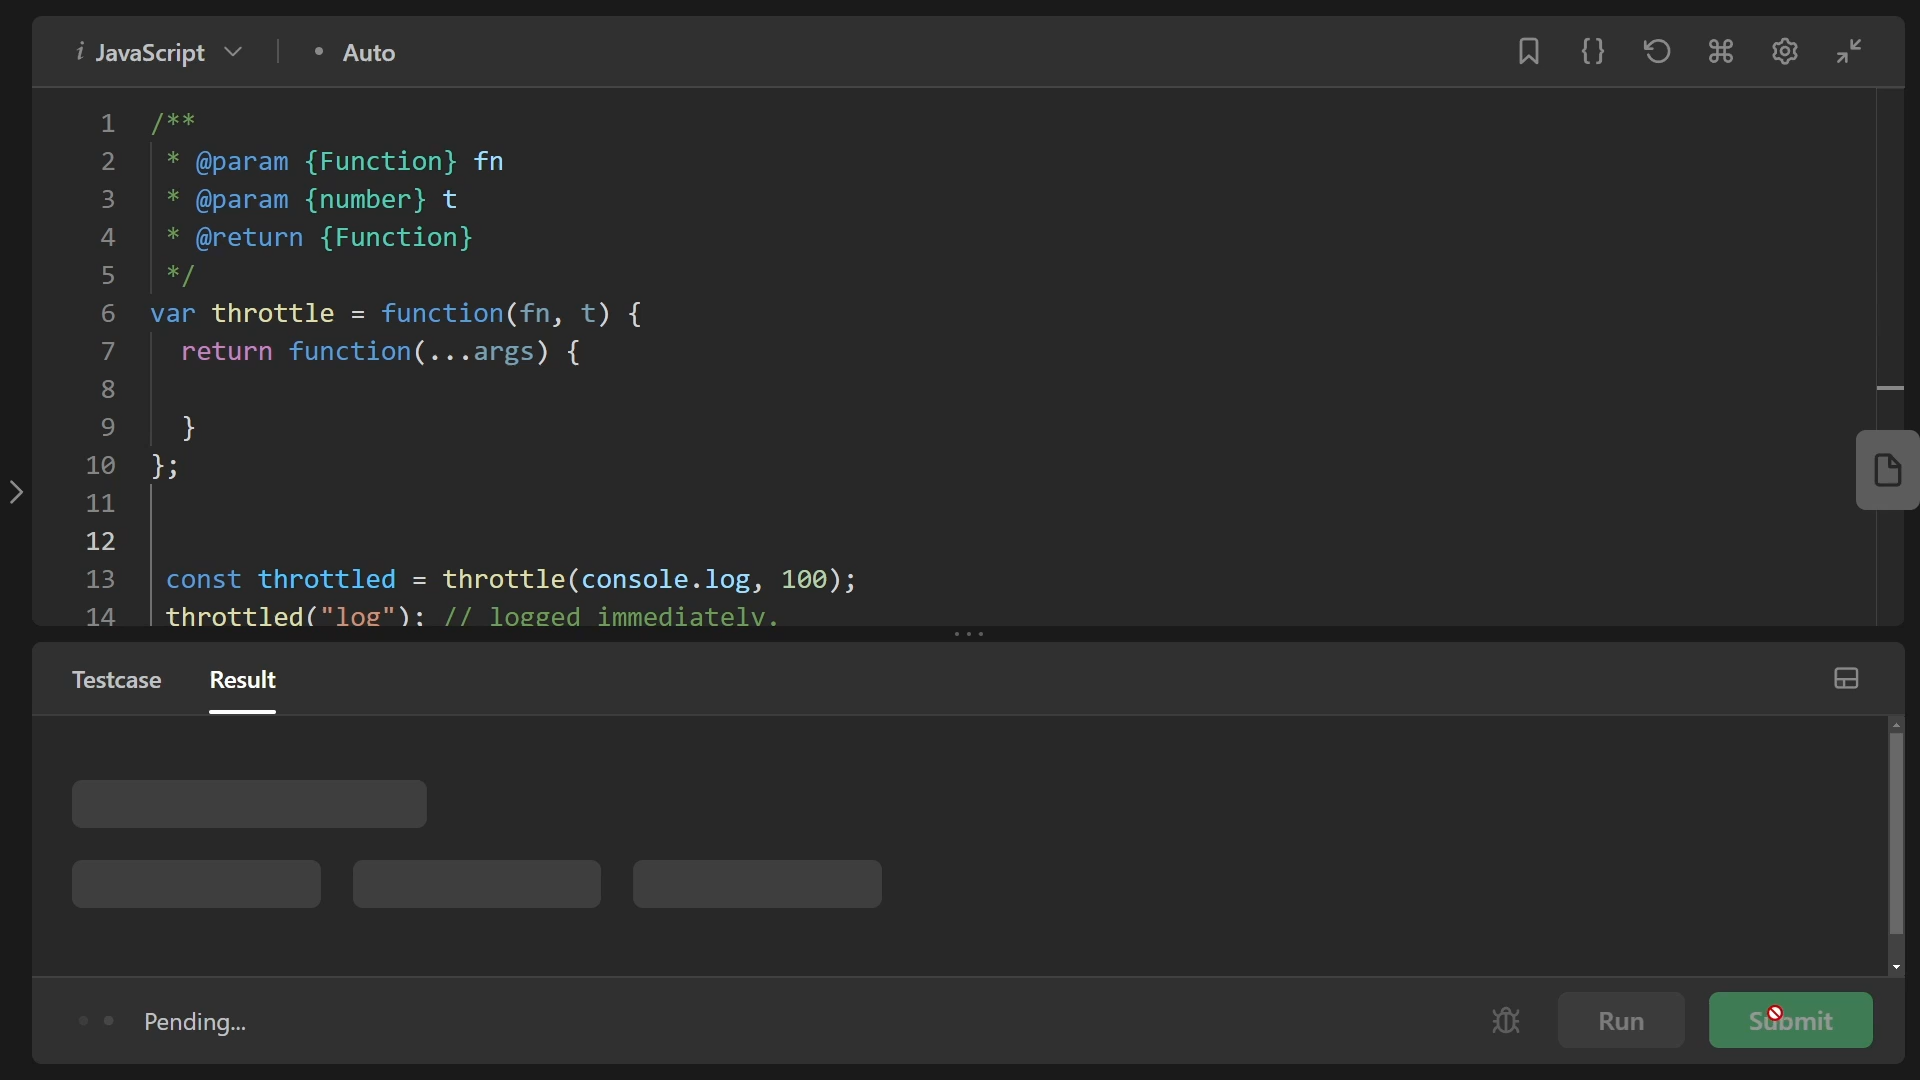 i JavaScript • Auto
1 /**
2 * @param {Function} fn
3 * @param {number} t
4 * @return {Function}
5 */
6 var throttle = function(fn, t) {
7 return function(...args) {
8
9 }
10 };
11
12
13 const throttled = throttle(console.log, 100);
14 throttled("log"); // logged immediately.
Testcase Result
Pending... Run Submit